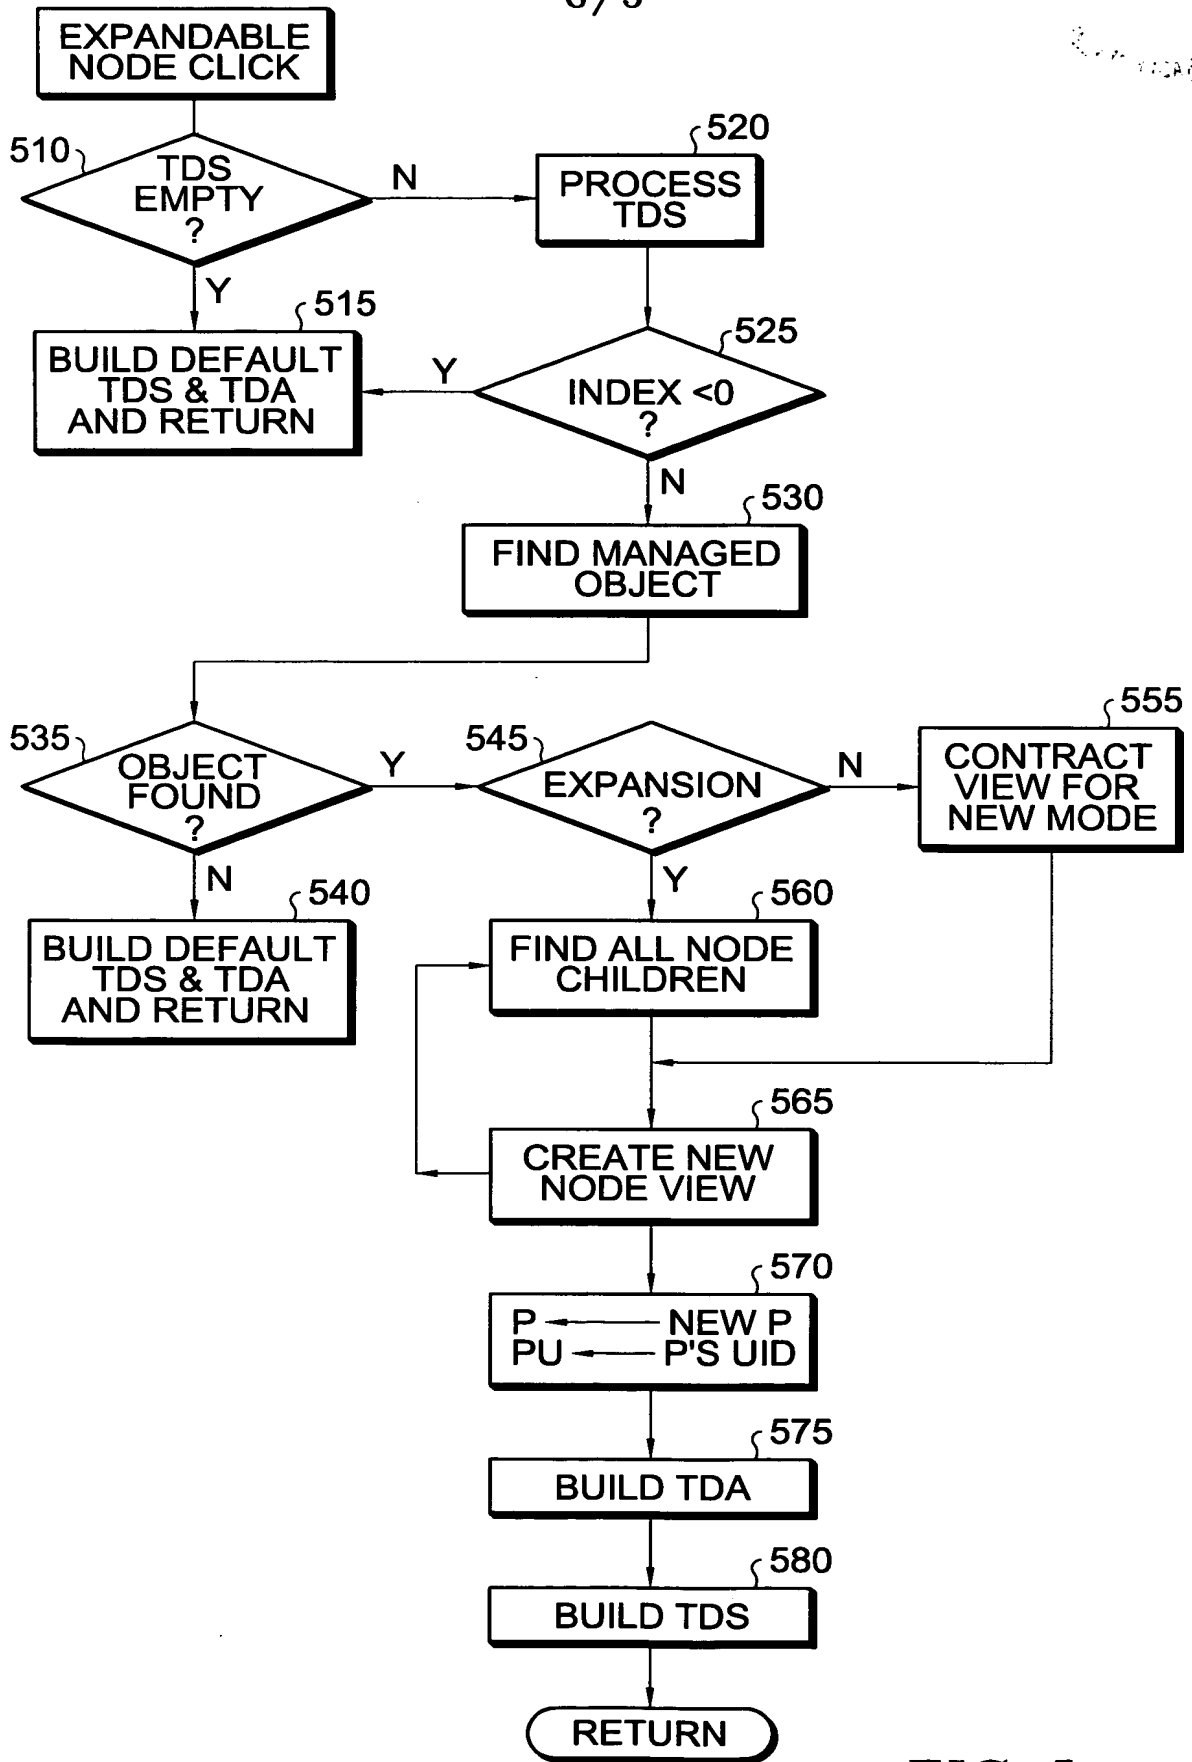 EXPANDABLE
NODE CLICK
510
TDS
EMPTY
?
N
520
PROCESS
TDS
Y
515
BUILD DEFAULT
TDS & TDA
AND RETURN
Y
525
INDEX <0
?
N
530
FIND MANAGED
OBJECT
535
OBJECT
FOUND
?
Y
545
EXPANSION
?
N
555
CONTRACT
VIEW FOR
NEW MODE
N
540
BUILD DEFAULT
TDS & TDA
AND RETURN
Y
560
FIND ALL NODE
CHILDREN
565
CREATE NEW
NODE VIEW
570
P ← NEW P
PU ← P'S UID
575
BUILD TDA
580
BUILD TDS
RETURN